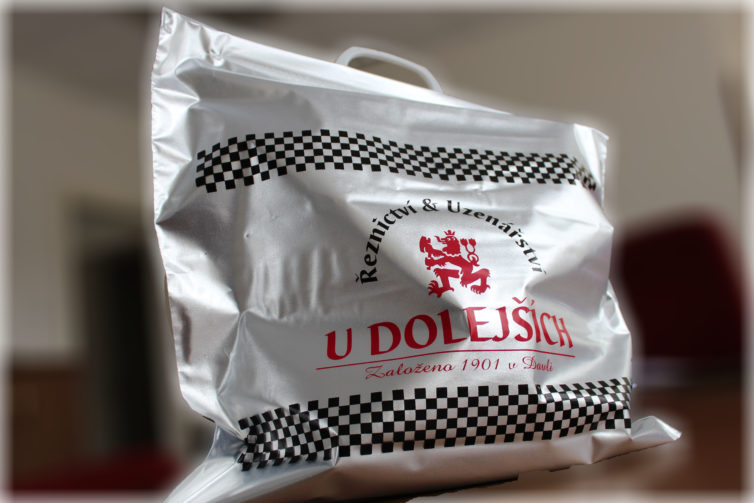 Řeznictví & Uzenářství
U DOLEJŠÍCH
Založeno 1901 v Davli